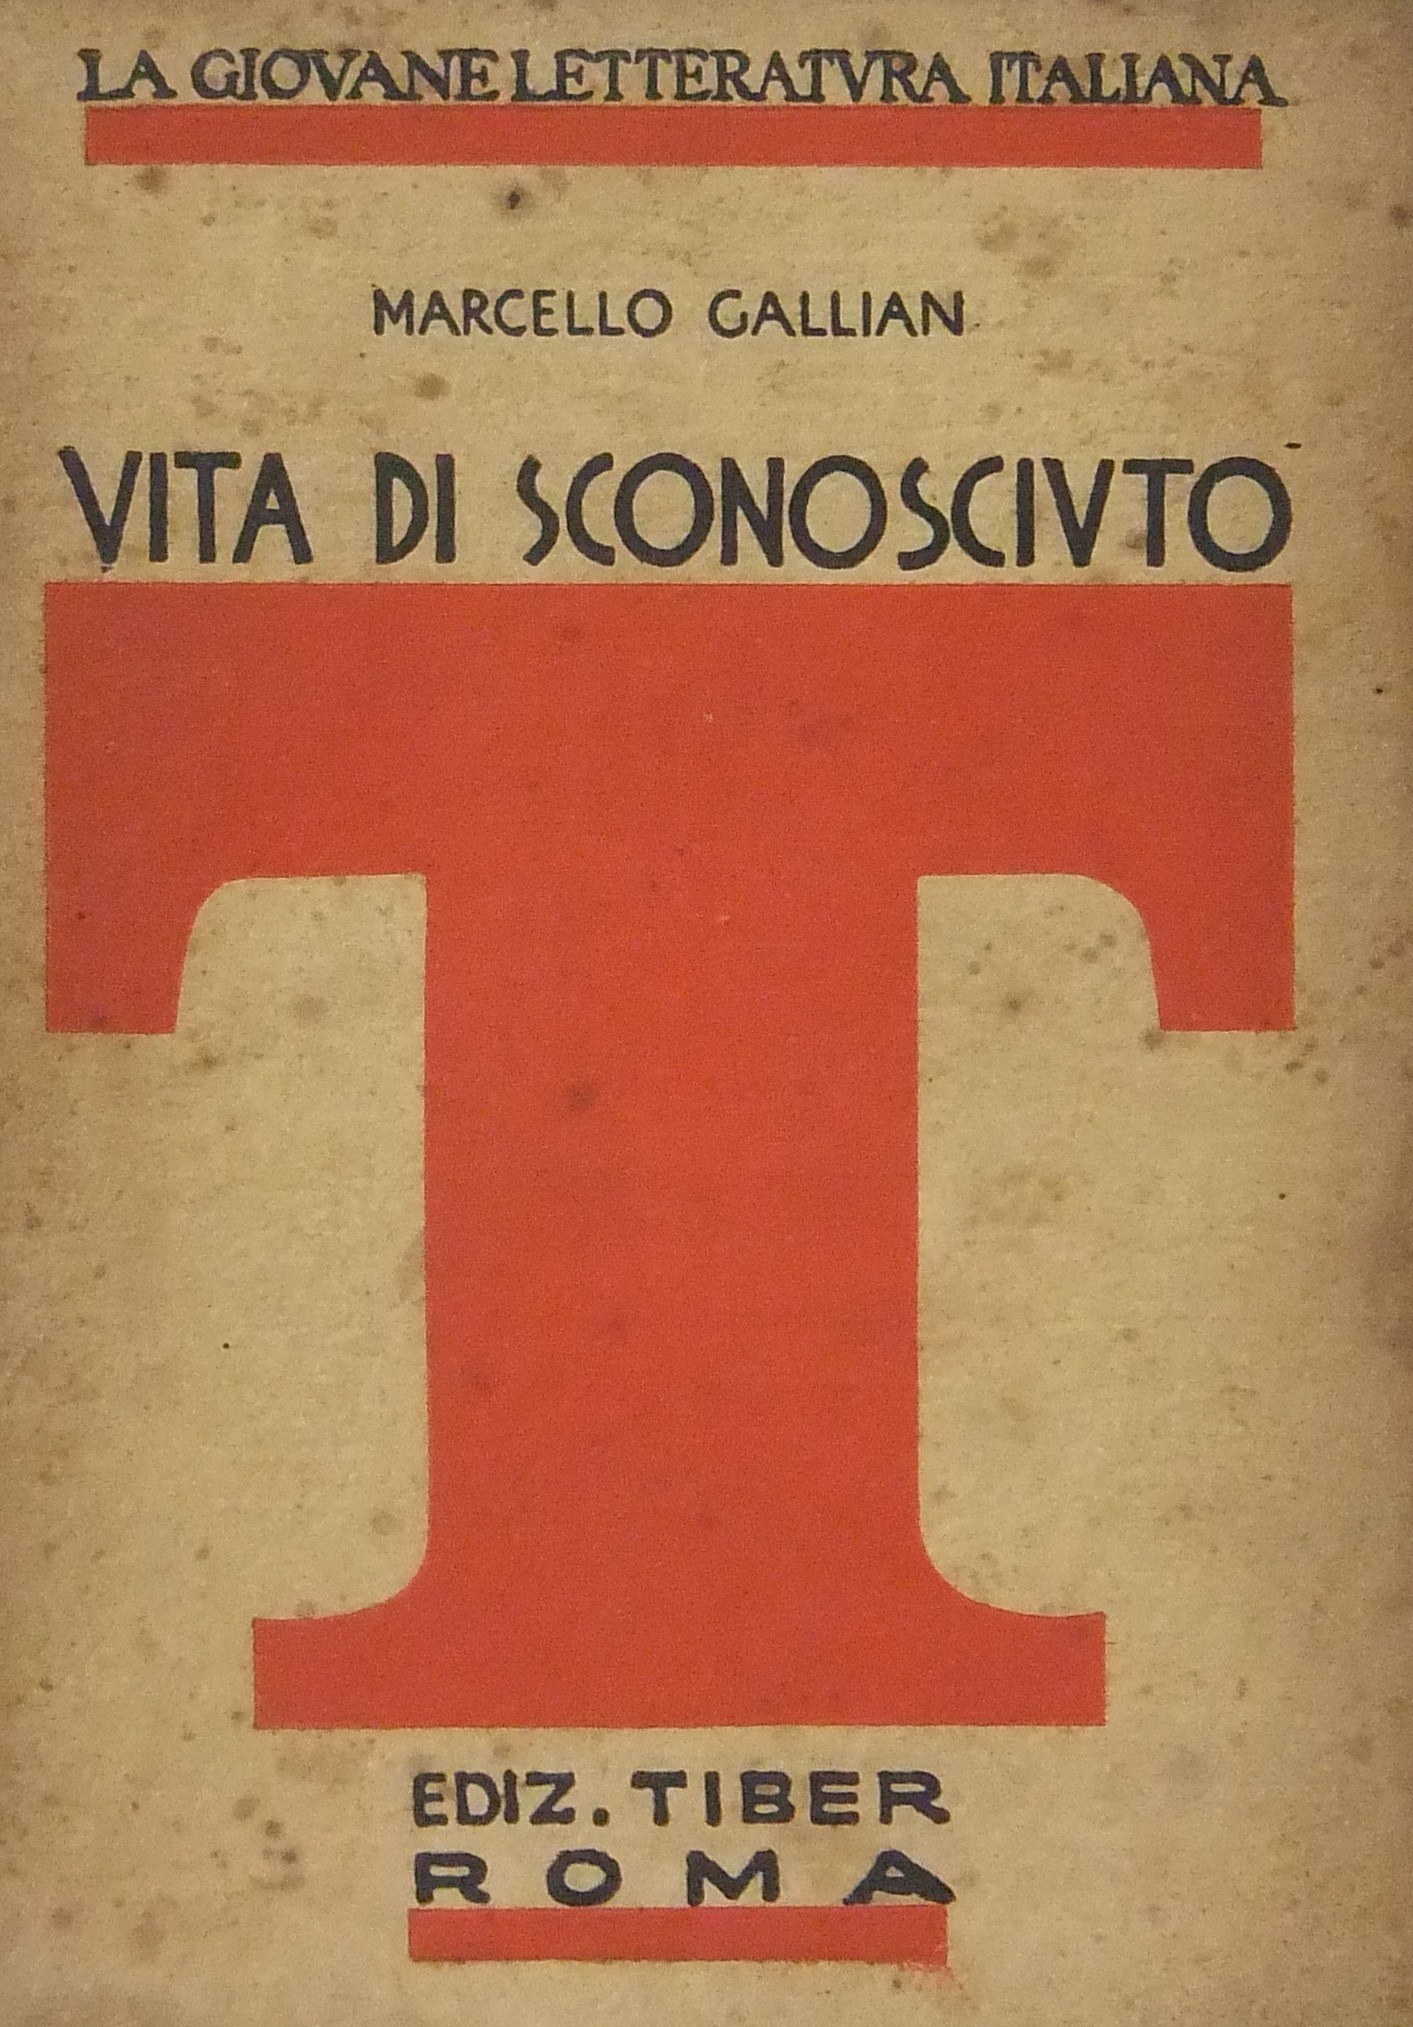 LA GIOVANE LETTERATVRA ITALIANA
MARCELLO GALLIAN
VITA DI SCONOSCIVTO
T
EDIZ. TIBER
ROMA